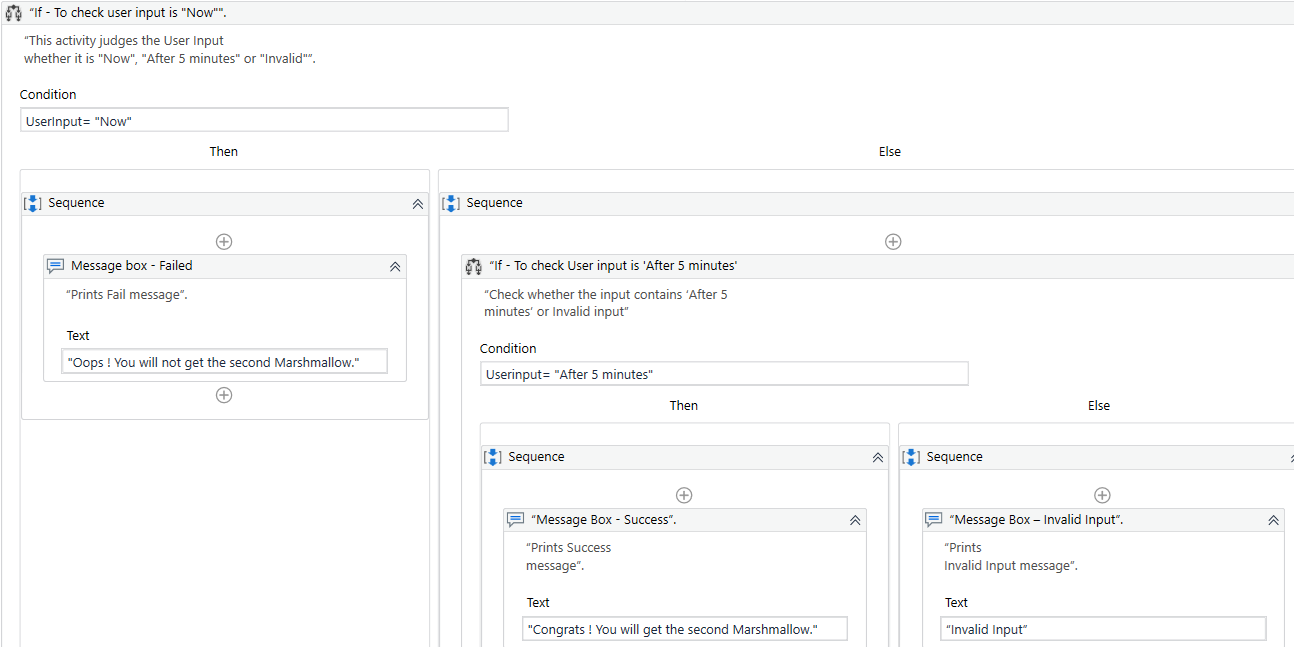 “If - To check user input is "Now"".
“This activity judges the User Input
whether it is "Now", "After 5 minutes" or "Invalid"”.
Condition
UserInput= "Now"
Then
Else
Sequence
Message box - Failed
“Prints Fail message”.
Text
"Oops ! You will not get the second Marshmallow."
Sequence
“If - To check User input is 'After 5 minutes'
“Check whether the input contains ‘After 5
minutes’ or Invalid input”
Condition
Userinput= "After 5 minutes"
Then
Else
Sequence
“Message Box - Success”.
“Prints Success
message”.
Text
"Congrats ! You will get the second Marshmallow."
Sequence
“Message Box – Invalid Input”.
“Prints
Invalid Input message”.
Text
“Invalid Input”